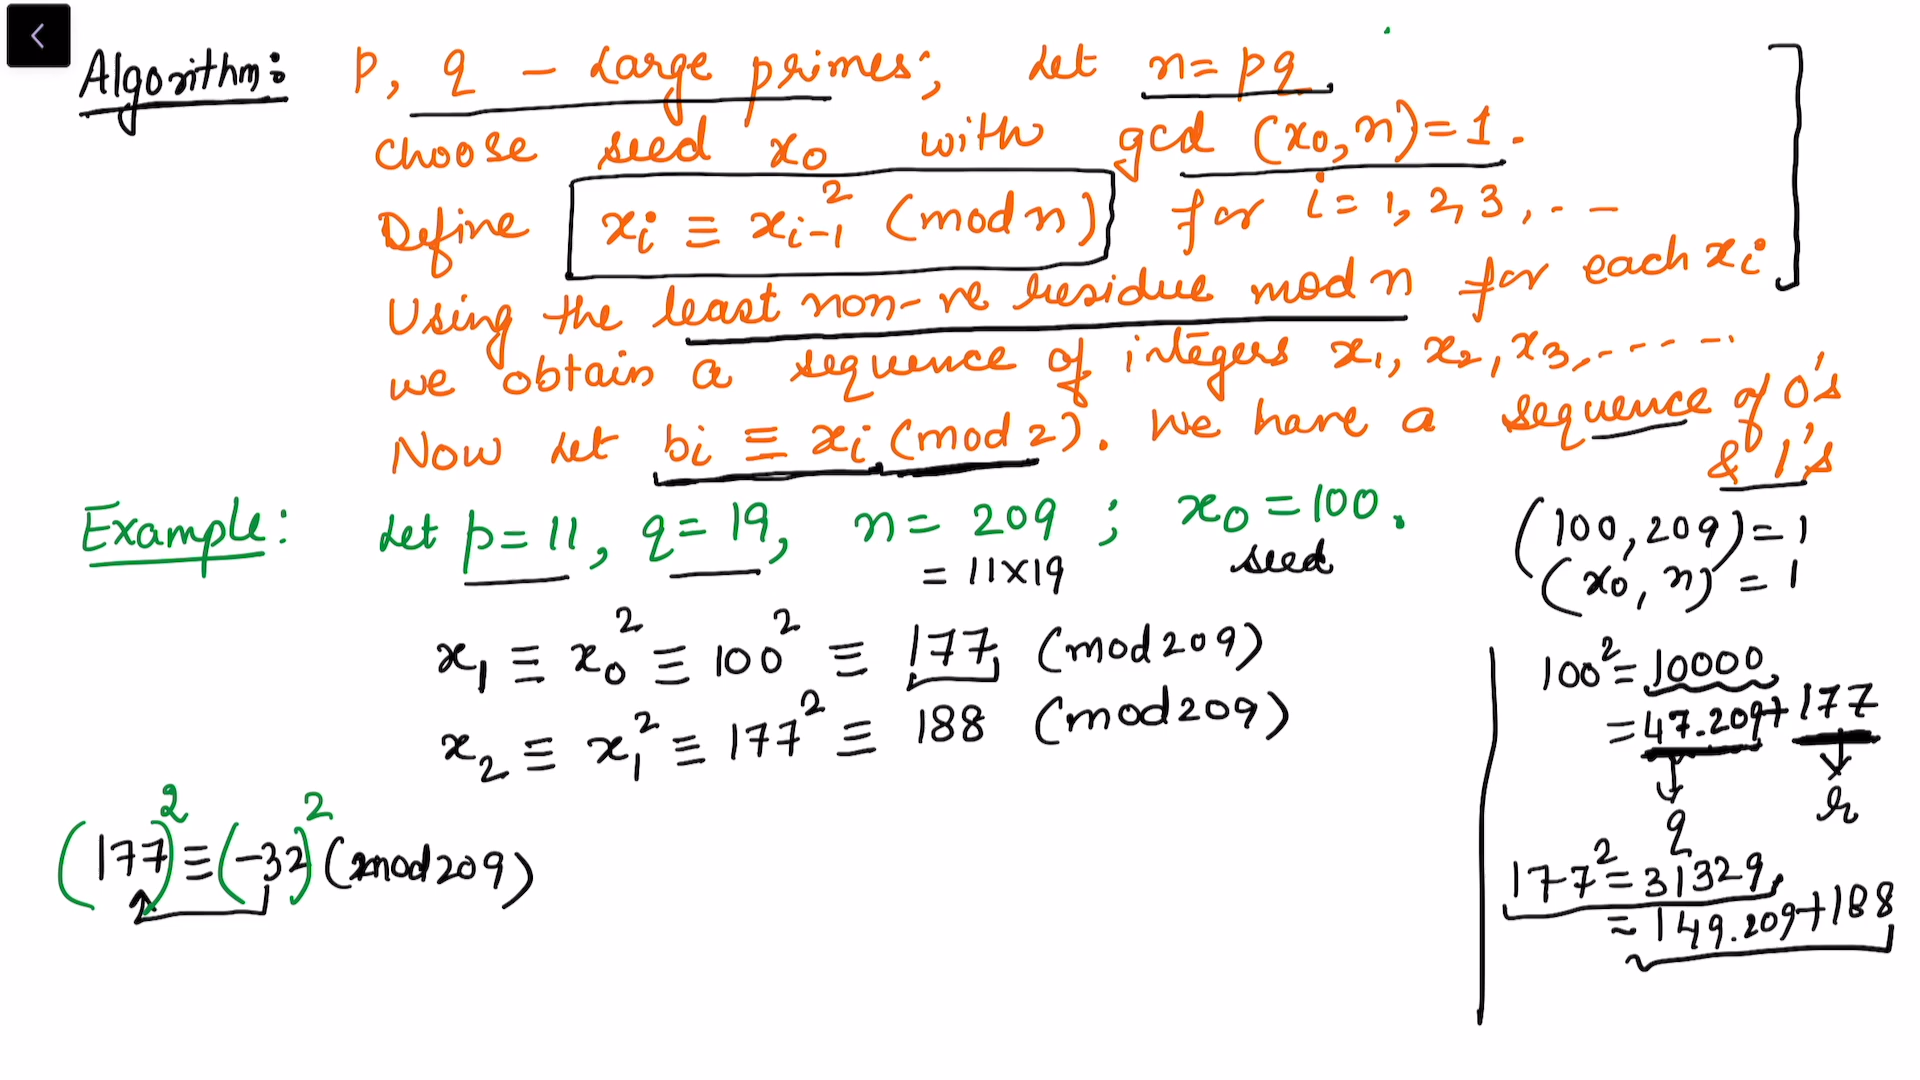 Algorithm: p, q - Large primes; Let n = pq.
choose seed x₀ with gcd (x₀, n) = 1.
Define xᵢ ≡ xᵢ₋₁² (mod n) for i = 1, 2, 3, . - -
Using the least non-ve residue mod n for each xᵢ
we obtain a sequence of integers x₁, x₂, x₃, - - - - - .
Now Let bᵢ ≡ xᵢ (mod 2). We have a sequence of 0's
& 1's
Example: Let p = 11, q = 19, n = 209 ; x₀ = 100.
= 11×19 seed
(100, 209) = 1
(x₀, n) = 1
x₁ ≡ x₀² ≡ 100² ≡ 177 (mod 209)
x₂ ≡ x₁² ≡ 177² ≡ 188 (mod 209)
(177)² ≡ (-32)² (mod 209)
100² = 10000
= 47.209 + 177
q r
177² = 31329
= 149.209 + 188